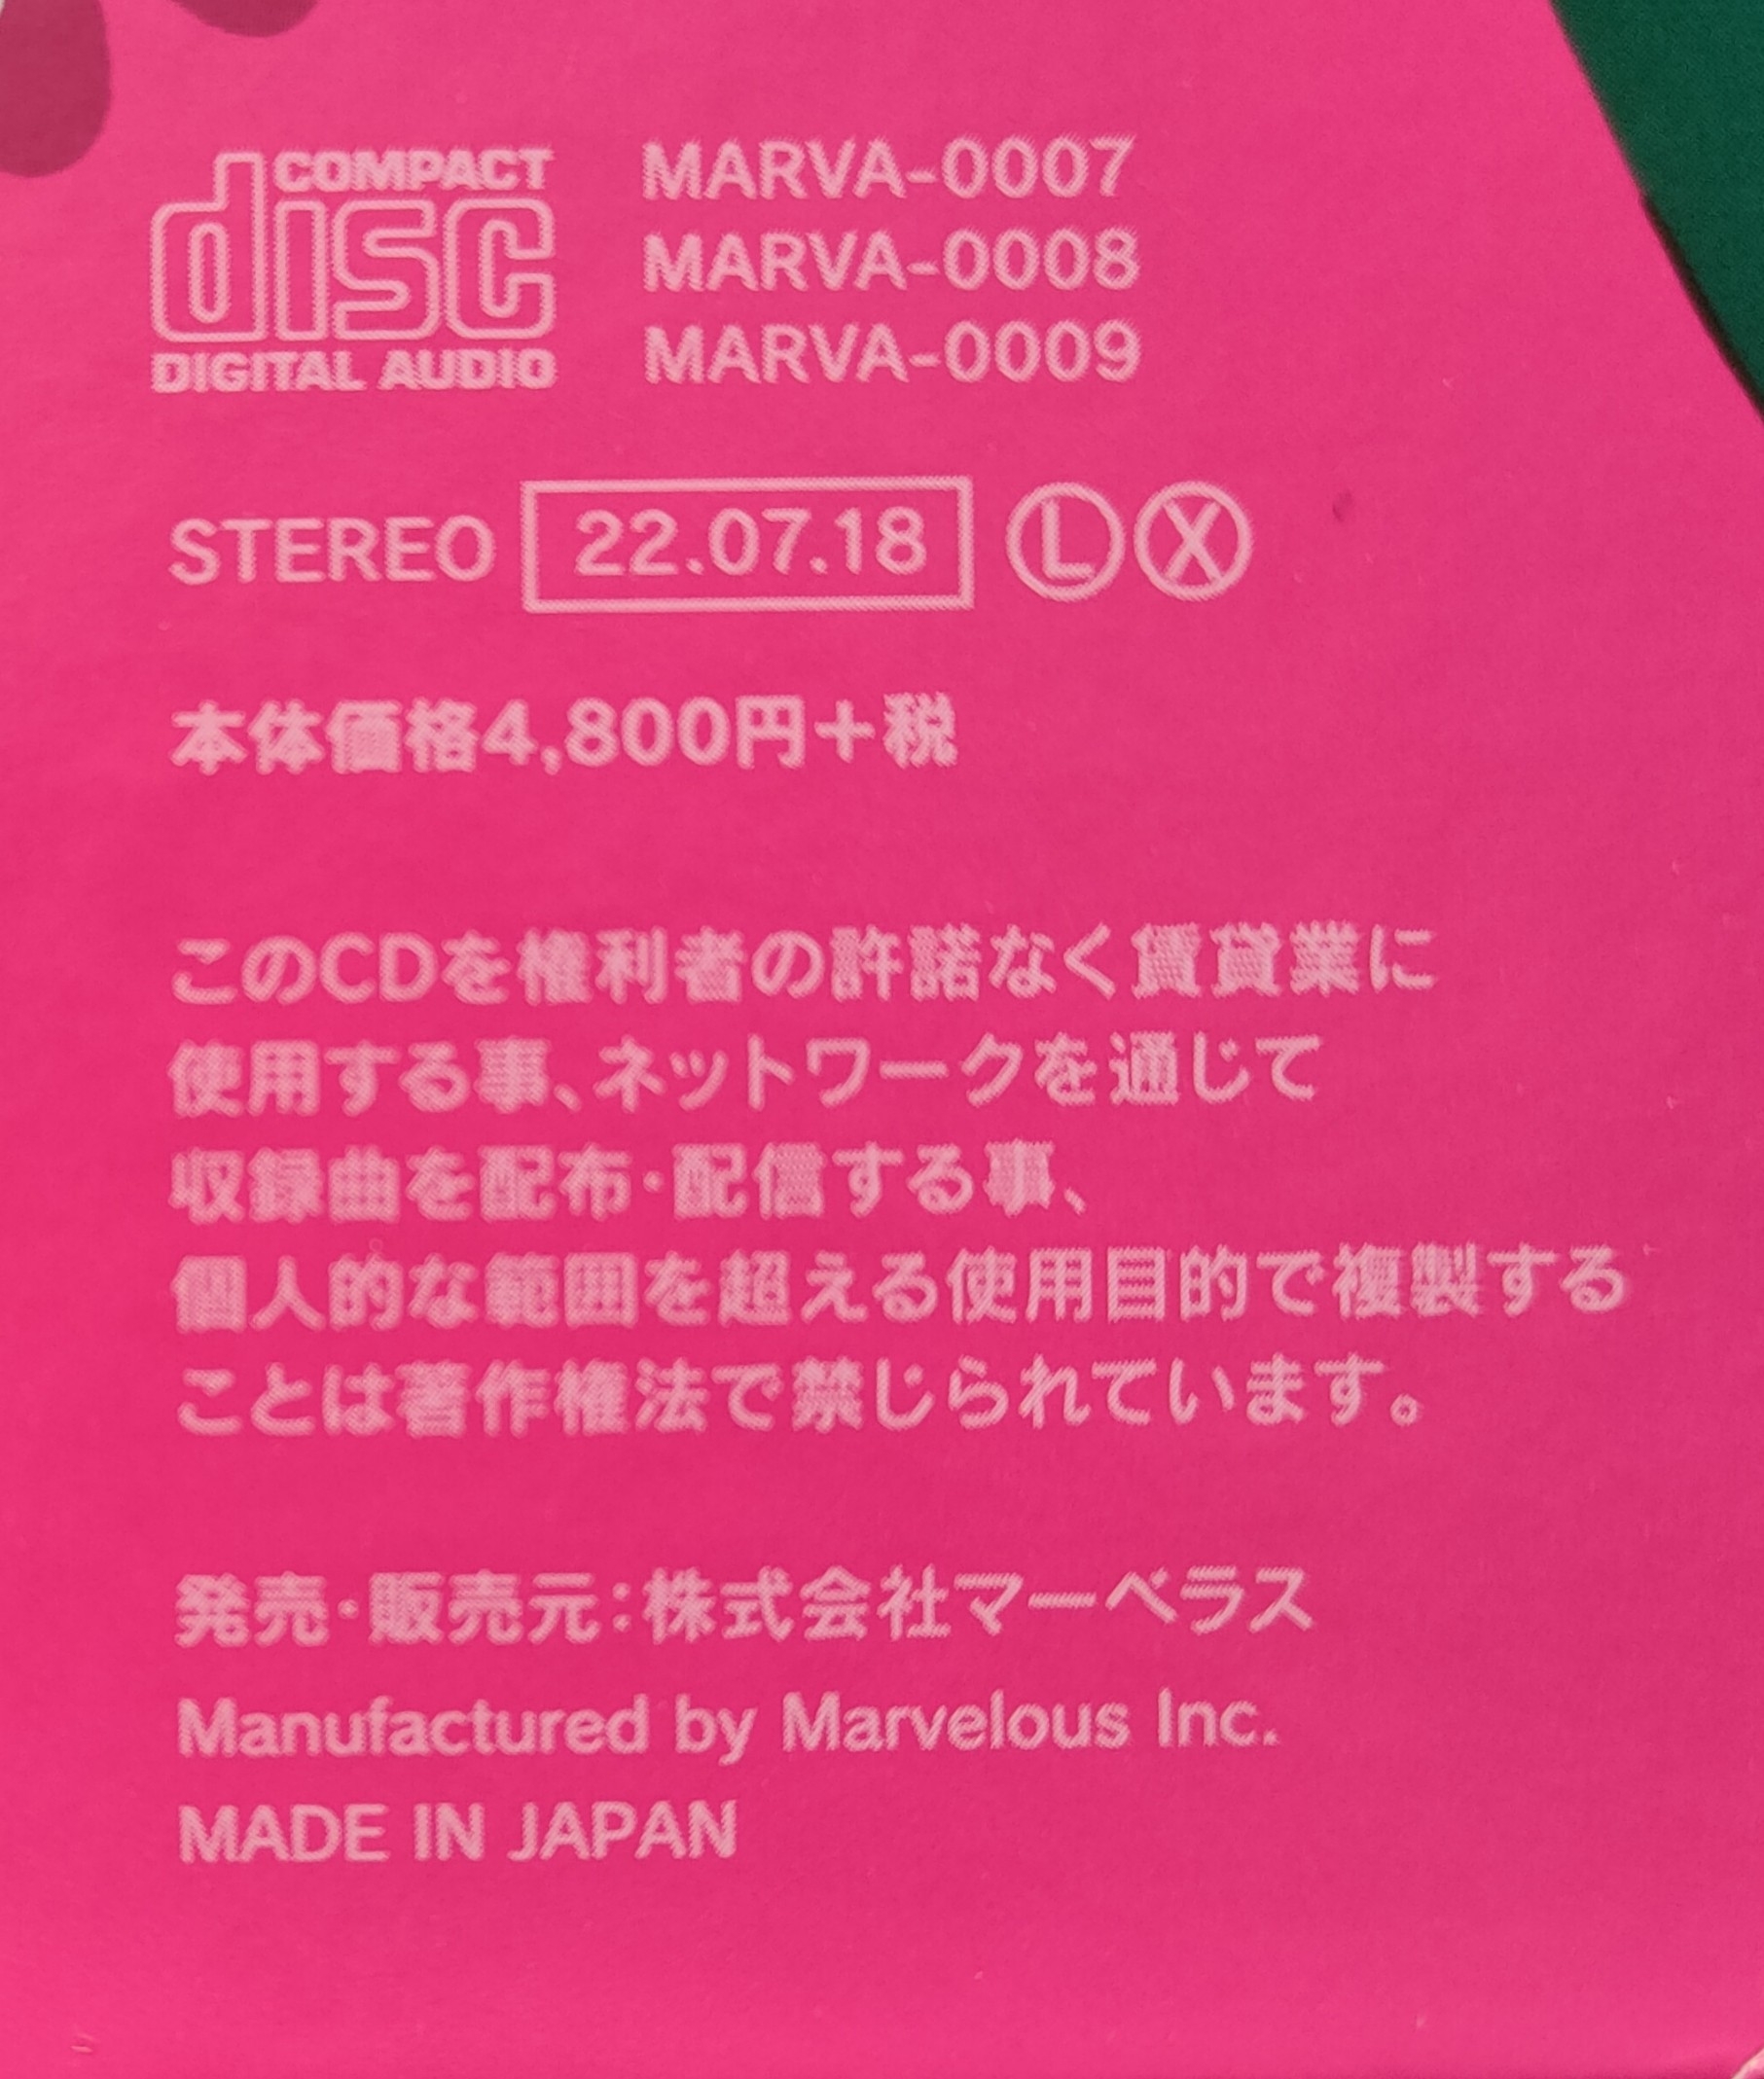 COMPACT
disc
DIGITAL AUDIO
MARVA-0007
MARVA-0008
MARVA-0009
STEREO 22.07.18 Ⓛ Ⓧ
本体価格4,800円＋税
このCDを権利者の許諾なく賃貸業に
使用する事、ネットワークを通じて
収録曲を配布・配信する事、
個人的な範囲を超える使用目的で複製する
ことは著作権法で禁じられています。
発売・販売元：株式会社マーベラス
Manufactured by Marvelous Inc.
MADE IN JAPAN